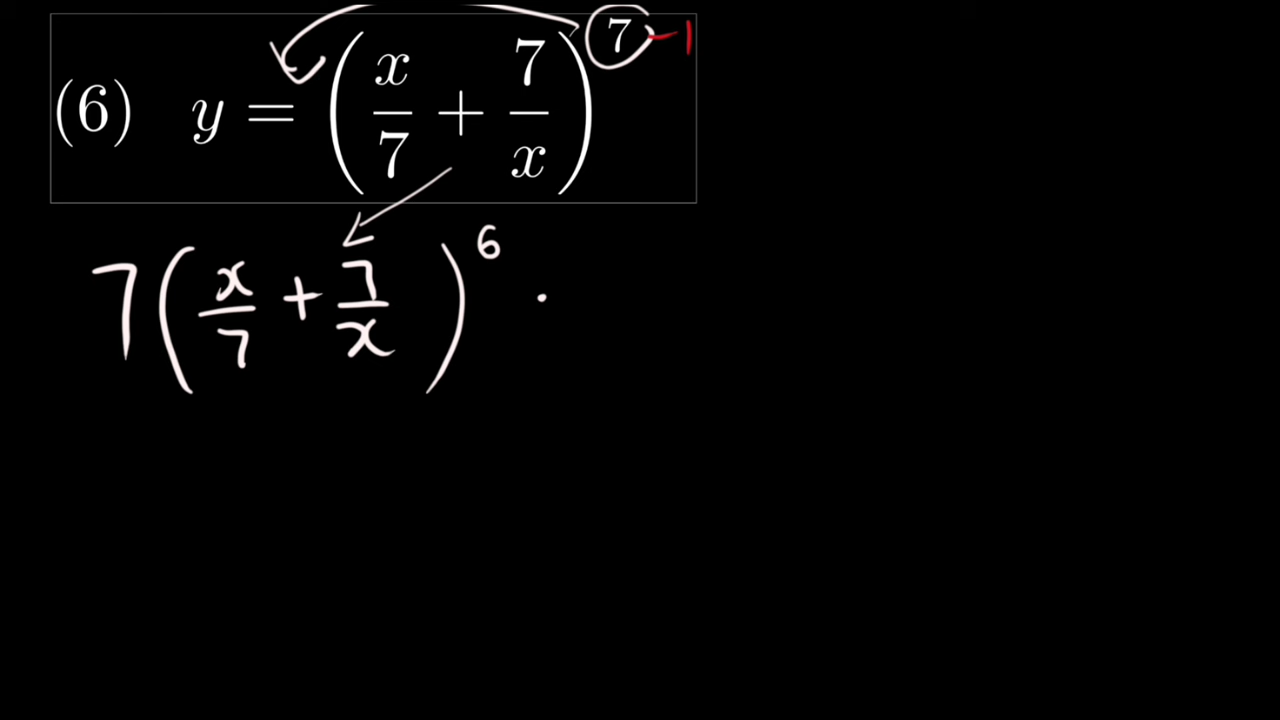 (6) y = (x/7 + 7/x)^7 -1
7(x/7 + 7/x)^6 ·